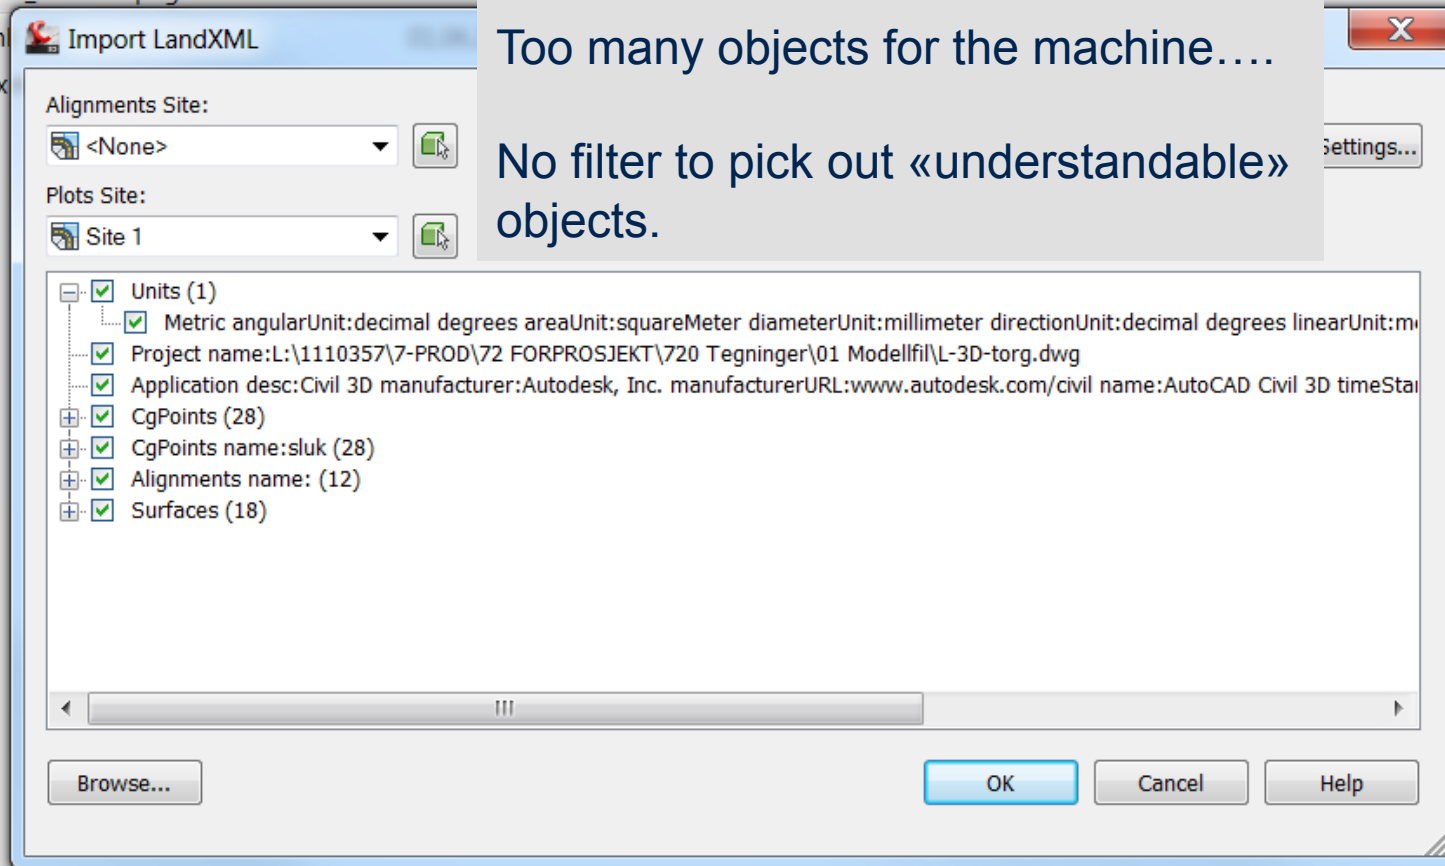 Import LandXML
Too many objects for the machine....
No filter to pick out «understandable»
objects.
X
Alignments Site:
<None>
Settings...
Plots Site:
Site 1
Units (1)
Metric angularUnit:decimal degrees areaUnit:squareMeter diameterUnit:millimeter directionUnit:decimal degrees linearUnit:m
Project name:L:\1110357\7-PROD\72 FORPROSJEKT\720 Tegninger\01 Modellfil\L-3D-torg.dwg
Application desc:Civil 3D manufacturer:Autodesk, Inc. manufacturerURL:www.autodesk.com/civil name:AutoCAD Civil 3D timeSta
CgPoints (28)
CgPoints name:sluk (28)
Alignments name: (12)
Surfaces (18)
Browse...
OK
Cancel
Help